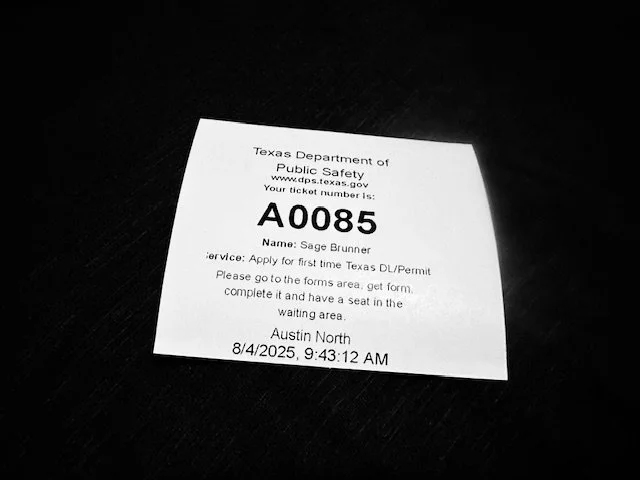 Texas Department of
Public Safety
www.dps.texas.gov
Your ticket number is:
A0085
Name: Sage Brunner
ervice: Apply for first time Texas DL/Permit
Please go to the forms area, get form,
complete it and have a seat in the
waiting area.
Austin North
8/4/2025, 9:43:12 AM